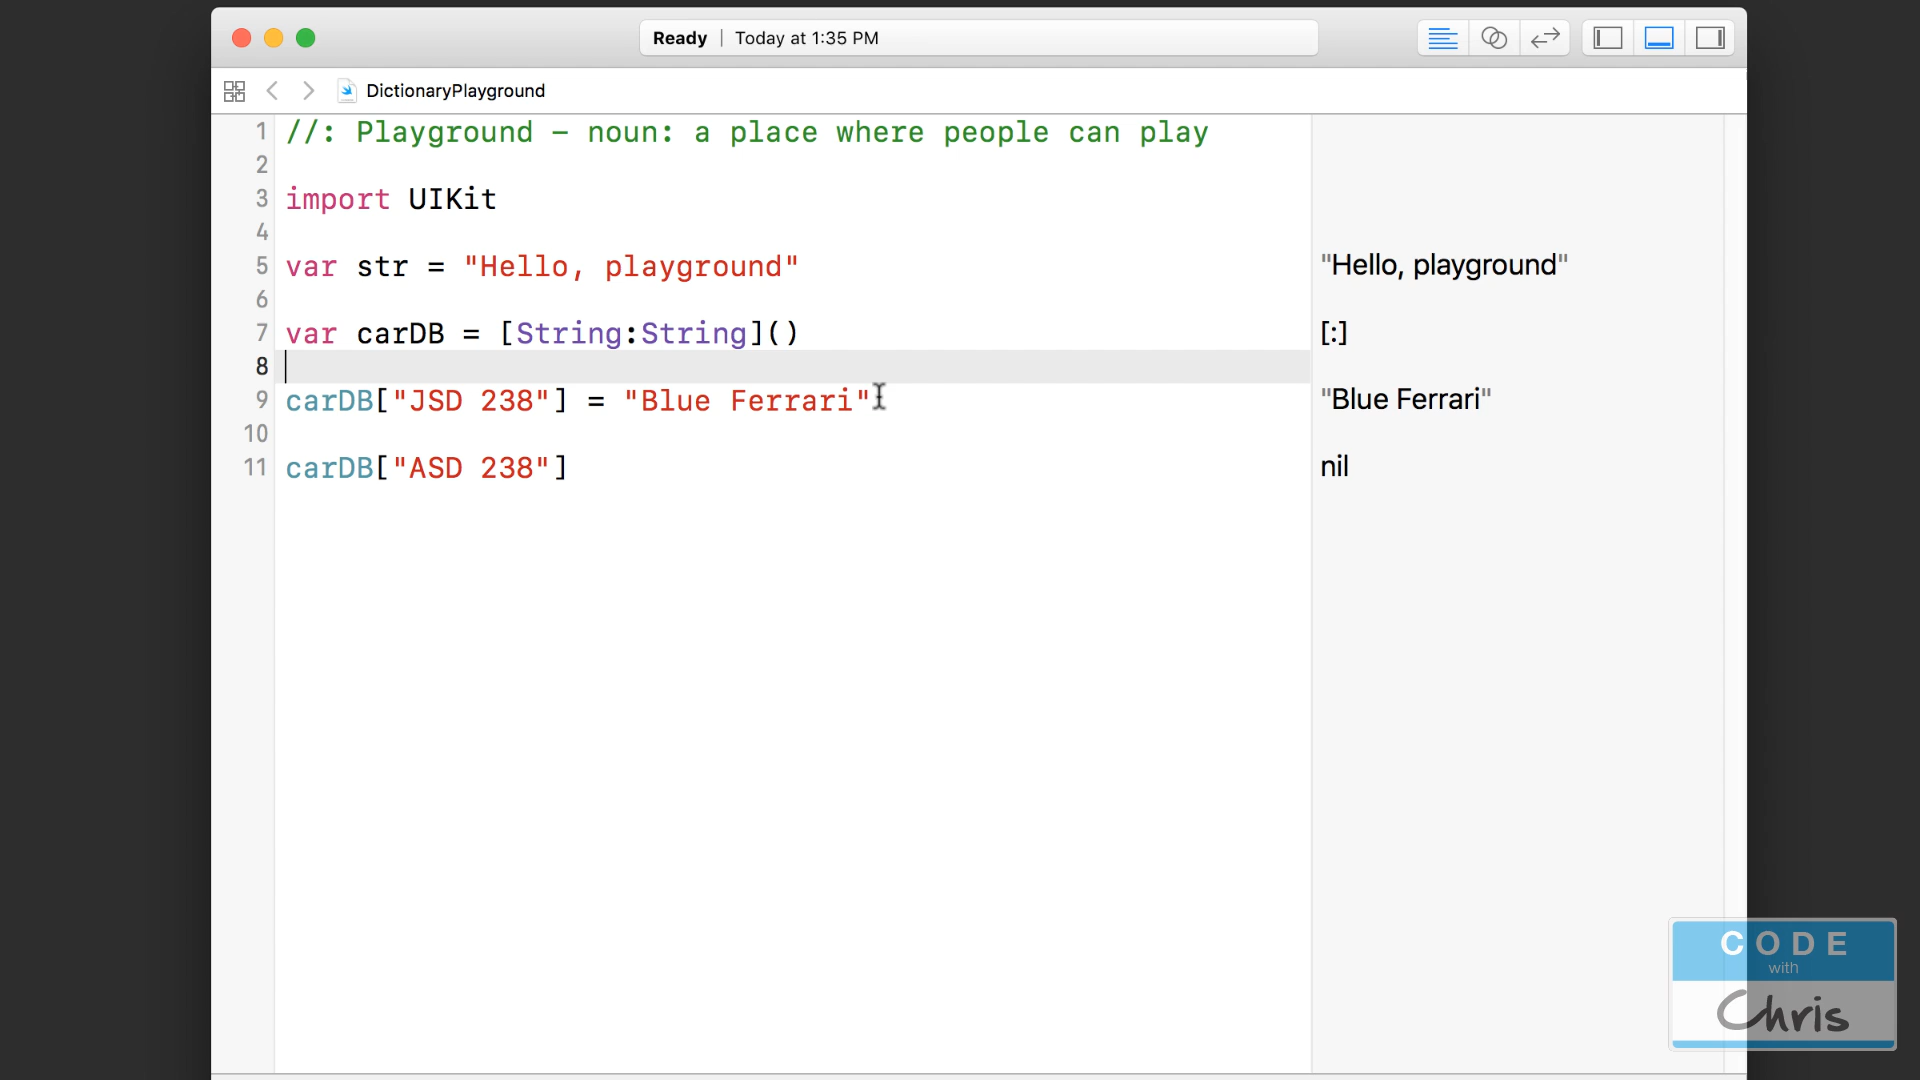 Ready | Today at 1:35 PM
DictionaryPlayground
1 //: Playground – noun: a place where people can play
2
3 import UIKit
4
5 var str = "Hello, playground" "Hello, playground"
6
7 var carDB = [String:String]() [:]
8
9 carDB["JSD 238"] = "Blue Ferrari" "Blue Ferrari"
10
11 carDB["ASD 238"] nil
CODE
with
Chris